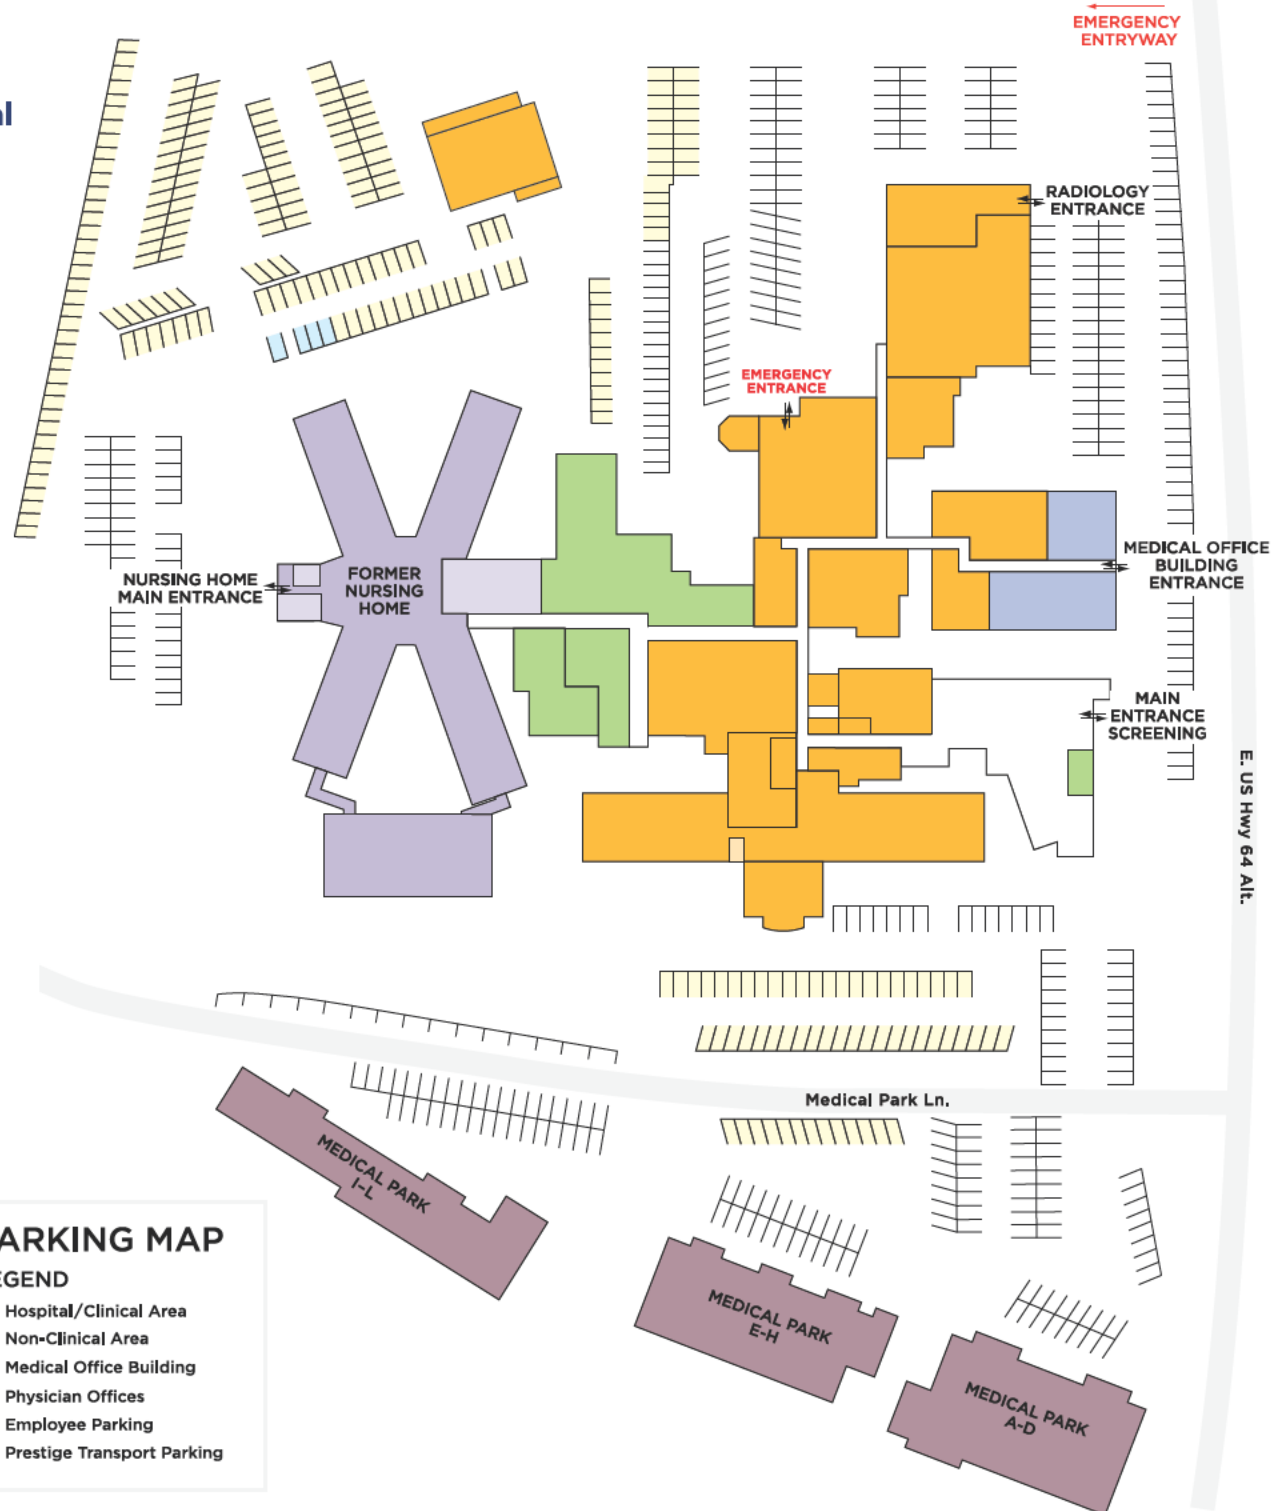 EMERGENCY
ENTRYWAY
al
RADIOLOGY
ENTRANCE
EMERGENCY
ENTRANCE
MEDICAL OFFICE
BUILDING
ENTRANCE
NURSING HOME
MAIN ENTRANCE
FORMER
NURSING
HOME
MAIN
ENTRANCE
SCREENING
E. US Hwy 64 Alt.
Medical Park Ln.
MEDICAL PARK
I-L
MEDICAL PARK
E-H
MEDICAL PARK
A-D
ARKING MAP
EGEND
Hospital/Clinical Area
Non-Clinical Area
Medical Office Building
Physician Offices
Employee Parking
Prestige Transport Parking